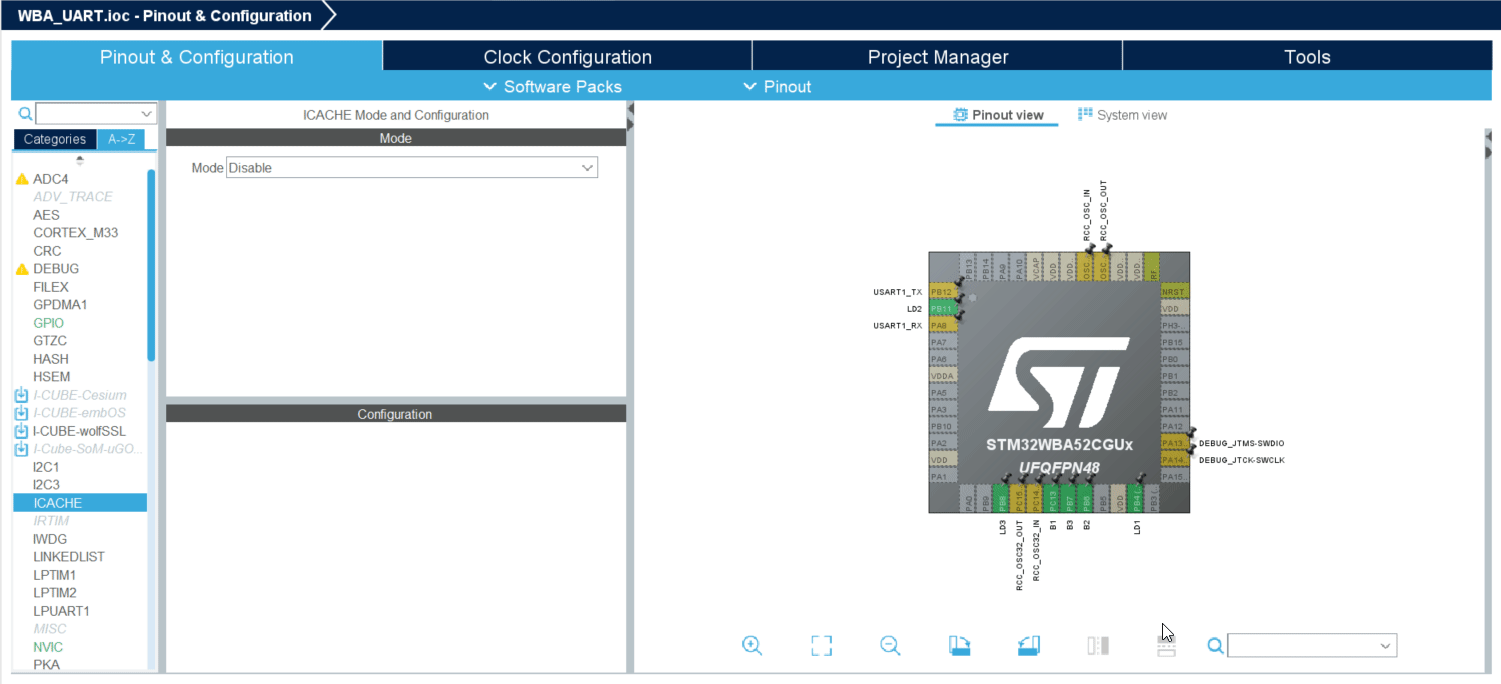 WBA_UART.ioc - Pinout & Configuration
Pinout & Configuration
Clock Configuration
Project Manager
Tools
Software Packs
Pinout
Categories
A->Z
ADC4
ADV_TRACE
AES
CORTEX_M33
CRC
DEBUG
FILEX
GPDMA1
GPIO
GTZC
HASH
HSEM
I-CUBE-Cesium
I-CUBE-embOS
I-CUBE-wolfSSL
I-Cube-SoM-uGO...
I2C1
I2C3
ICACHE
IRTIM
IWDG
LINKEDLIST
LPTIM1
LPTIM2
LPUART1
MISC
NVIC
PKA
ICACHE Mode and Configuration
Mode
Mode Disable
Configuration
Pinout view
System view
RCC_OSC_IN
RCC_OSC_OUT
PB13
PB14
PA9
PA10
VCAP
VDD
VDD..
OSC..
OSC..
VDD..
VDD..
RF
USART1_TX
LD2
USART1_RX
PB12
PB11
PA8
PA7
PA6
VDDA
PA5
PA3
PB10
PA2
VDD
PA1
NRST
VDD
PH3-..
PB15
PB0
PB1
PB2
PA11
PA12
PA13..
PA14..
PA15..
DEBUG_JTMS-SWDIO
DEBUG_JTCK-SWCLK
ST
STM32WBA52CGUx
UFQFPN48
PA0
PB9
PB8
PC15..
PC14..
PC13
PB7
PB6
PB5
VDD
PB4 (..
PB3 (..
LD3
RCC_OSC32_OUT
RCC_OSC32_IN
B1
B3
B2
LD1